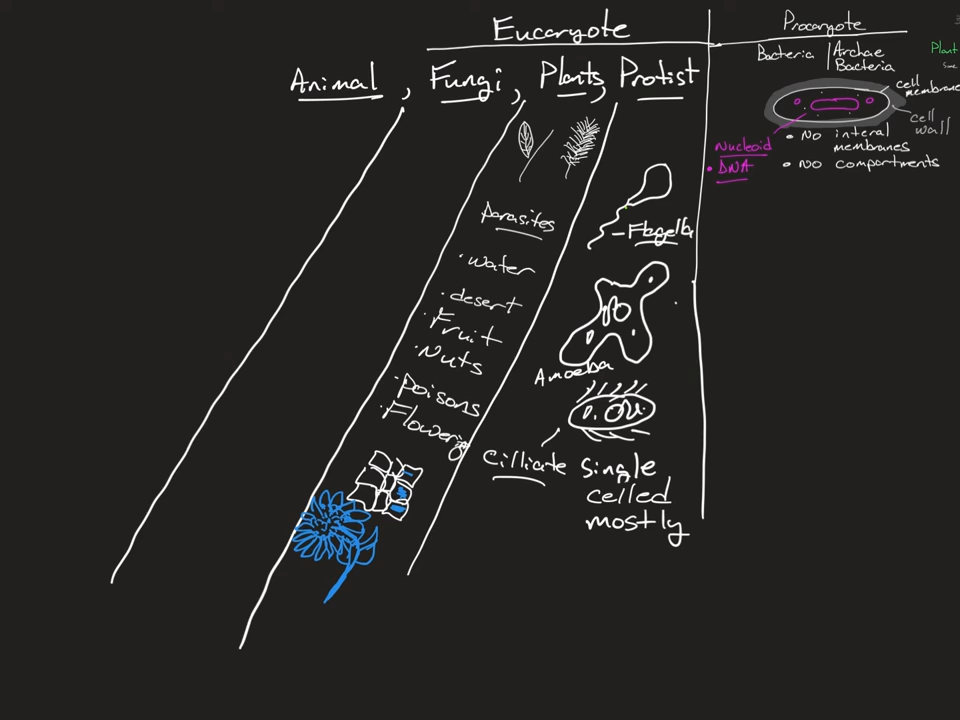 Eucaryote
Animal, Fungi, Plants, Protist
Parasites
• water
• desert
• Fruit
• Nuts
• Poisons
• Flowering
- Flagella
Amoeba
cilliate
single
celled
mostly
Procaryote
Bacteria | Archae
Bacteria
cell
membrane
cell
wall
Nucleoid
• DNA
• No interal
membranes
• No compartments
Plant